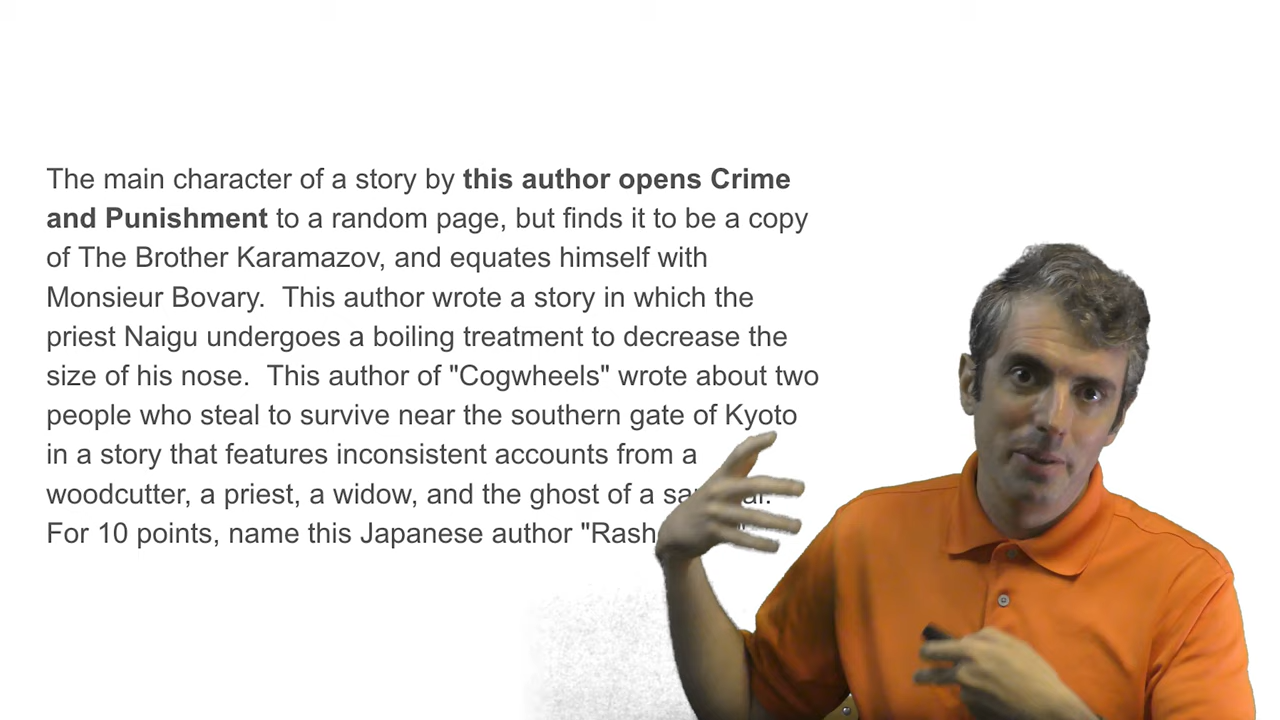 The main character of a story by this author opens Crime
and Punishment to a random page, but finds it to be a copy
of The Brother Karamazov, and equates himself with
Monsieur Bovary.  This author wrote a story in which the
priest Naigu undergoes a boiling treatment to decrease the
size of his nose.  This author of "Cogwheels" wrote about two
people who steal to survive near the southern gate of Kyoto
in a story that features inconsistent accounts from a
woodcutter, a priest, a widow, and the ghost of a
For 10 points, name this Japanese author "Rash